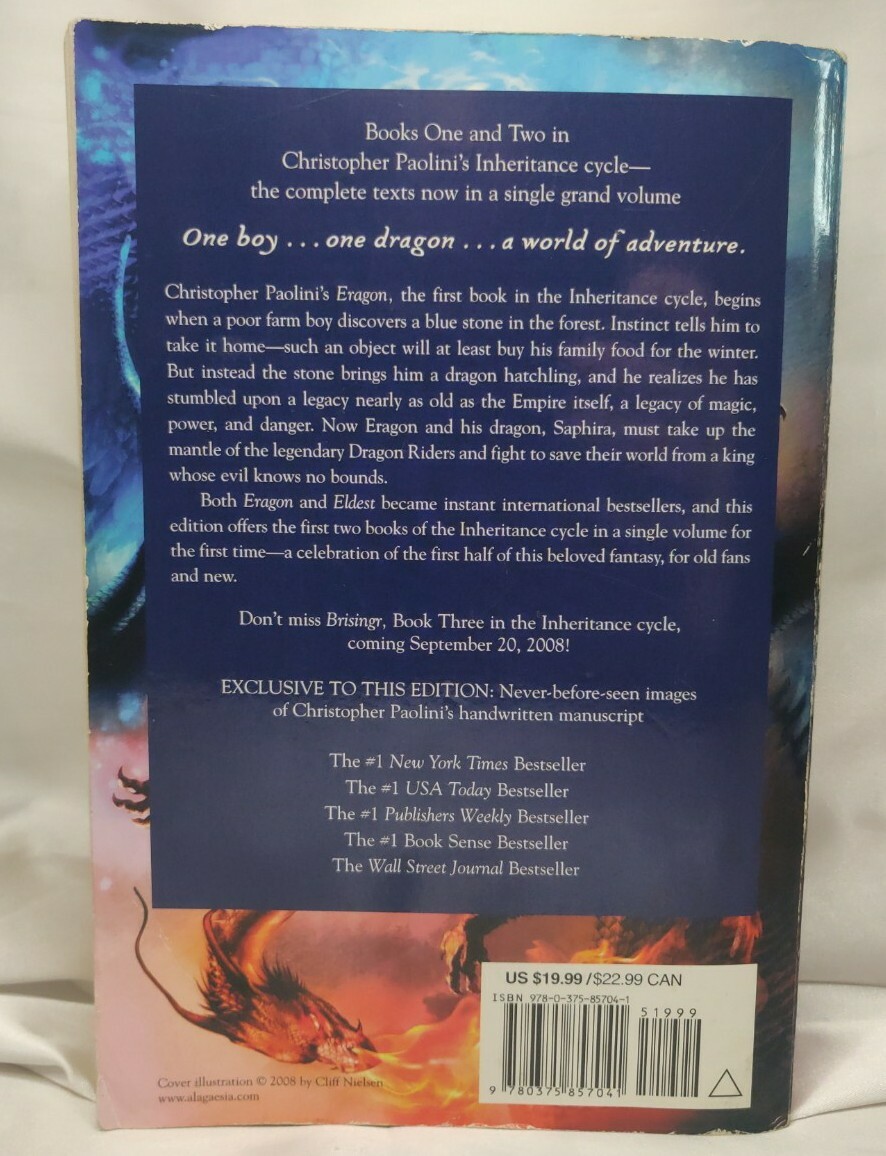 Books One and Two in
Christopher Paolini's Inheritance cycle—
the complete texts now in a single grand volume
One boy . . . one dragon . . . a world of adventure.
Christopher Paolini's Eragon, the first book in the Inheritance cycle, begins
when a poor farm boy discovers a blue stone in the forest. Instinct tells him to
take it home—such an object will at least buy his family food for the winter.
But instead the stone brings him a dragon hatchling, and he realizes he has
stumbled upon a legacy nearly as old as the Empire itself, a legacy of magic,
power, and danger. Now Eragon and his dragon, Saphira, must take up the
mantle of the legendary Dragon Riders and fight to save their world from a king
whose evil knows no bounds.
Both Eragon and Eldest became instant international bestsellers, and this
edition offers the first two books of the Inheritance cycle in a single volume for
the first time—a celebration of the first half of this beloved fantasy, for old fans
and new.
Don't miss Brisingr, Book Three in the Inheritance cycle,
coming September 20, 2008!
EXCLUSIVE TO THIS EDITION: Never-before-seen images
of Christopher Paolini's handwritten manuscript
The #1 New York Times Bestseller
The #1 USA Today Bestseller
The #1 Publishers Weekly Bestseller
The #1 Book Sense Bestseller
The Wall Street Journal Bestseller
US $19.99/$22.99 CAN
ISBN 978-0-375-85704-1
51999
9 780375 857041
Cover illustration © 2008 by Cliff Nielsen
www.alagaesia.com